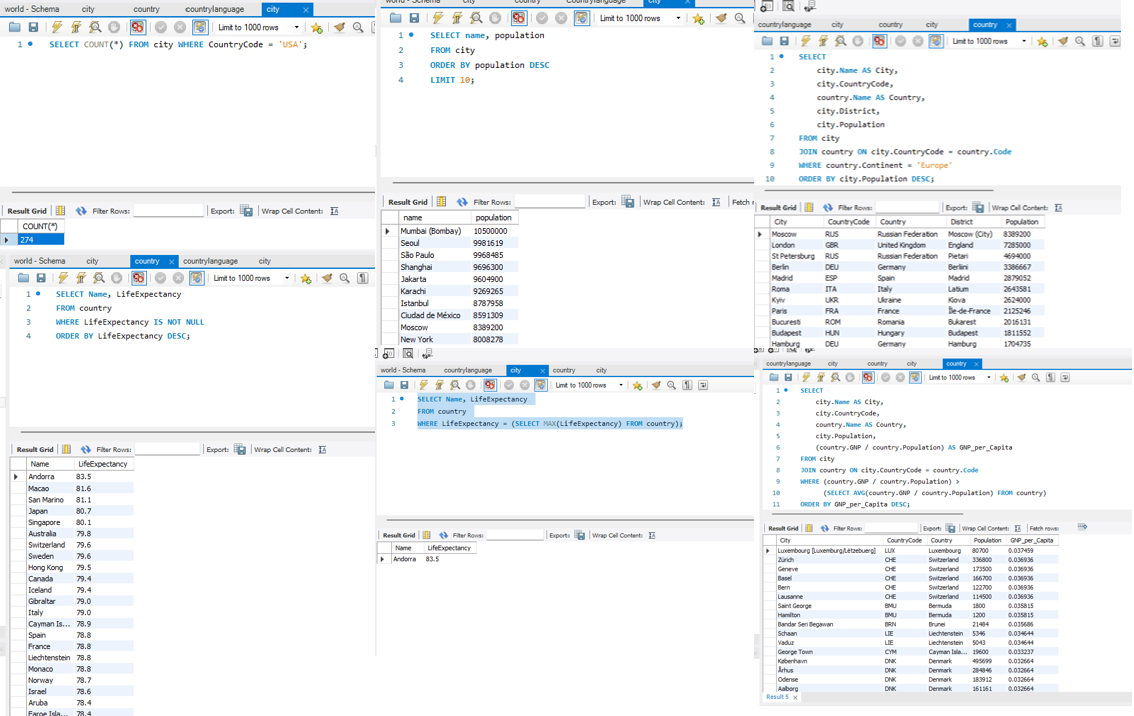 world - Schema city country countrylanguage city
Limit to 1000 rows
1 SELECT COUNT(*) FROM city WHERE CountryCode = 'USA';
Result Grid Filter Rows: Export: Wrap Cell Content:
COUNT(*)
274
world - Schema city country countrylanguage city
Limit to 1000 rows
1 SELECT Name, LifeExpectancy
2 FROM country
3 WHERE LifeExpectancy IS NOT NULL
4 ORDER BY LifeExpectancy DESC;
Result Grid Filter Rows: Export: Wrap Cell Content:
Name LifeExpectancy
Andorra 83.5
Macao 81.6
San Marino 81.1
Japan 80.7
Singapore 80.1
Australia 79.8
Switzerland 79.6
Sweden 79.6
Hong Kong 79.5
Canada 79.4
Iceland 79.4
Gibraltar 79.0
Italy 79.0
Cayman Is... 78.9
Spain 78.8
France 78.8
Liechtenstein 78.8
Monaco 78.8
Norway 78.7
Israel 78.6
Aruba 78.4
Faroe Isla... 78.4
world - Schema city country countrylanguage city
Limit to 1000 rows
1 SELECT name, population
2 FROM city
3 ORDER BY population DESC
4 LIMIT 10;
Result Grid Filter Rows: Export: Wrap Cell Content: Fetch r
name population
Mumbai (Bombay) 10500000
Seoul 9981619
São Paulo 9968485
Shanghai 9696300
Jakarta 9604900
Karachi 9269265
Istanbul 8787958
Ciudad de México 8591309
Moscow 8389200
New York 8008278
world - Schema countrylanguage city country city
Limit to 1000 rows
1 SELECT Name, LifeExpectancy
2 FROM country
3 WHERE LifeExpectancy = (SELECT MAX(LifeExpectancy) FROM country);
Result Grid Filter Rows: Export: Wrap Cell Content:
Name LifeExpectancy
Andorra 83.5
countrylanguage city country city country
Limit to 1000 rows
1 SELECT
2 city.Name AS City,
3 city.CountryCode,
4 country.Name AS Country,
5 city.District,
6 city.Population
7 FROM city
8 JOIN country ON city.CountryCode = country.Code
9 WHERE country.Continent = 'Europe'
10 ORDER BY city.Population DESC;
Result Grid Filter Rows: Export: Wrap Cell Content:
City CountryCode Country District Population
Moscow RUS Russian Federation Moscow (City) 8389200
London GBR United Kingdom England 7285000
St Petersburg RUS Russian Federation Pietari 4694000
Berlin DEU Germany Berliini 3386667
Madrid ESP Spain Madrid 2879052
Roma ITA Italy Latium 2643581
Kyiv UKR Ukraine Kiova 2624000
Paris FRA France Île-de-France 2125246
Bucuresti ROM Romania Bukarest 2016131
Budapest HUN Hungary Budapest 1811552
Hamburg DEU Germany Hamburg 1704735
countrylanguage city country city country
Limit to 1000 rows
1 SELECT
2 city.Name AS City,
3 city.CountryCode,
4 country.Name AS Country,
5 city.Population,
6 (country.GNP / country.Population) AS GNP_per_Capita
7 FROM city
8 JOIN country ON city.CountryCode = country.Code
9 WHERE (country.GNP / country.Population) >
10 (SELECT AVG(country.GNP / country.Population) FROM country)
11 ORDER BY GNP_per_Capita DESC;
Result Grid Filter Rows: Export: Wrap Cell Content: Fetch rows:
City CountryCode Country Population GNP_per_Capita
Luxembourg [Luxemburg/Lëtzebuerg] LUX Luxembourg 80700 0.037459
Zürich CHE Switzerland 336800 0.036936
Geneve CHE Switzerland 173500 0.036936
Basel CHE Switzerland 166700 0.036936
Bern CHE Switzerland 122700 0.036936
Lausanne CHE Switzerland 114500 0.036936
Saint George BMU Bermuda 1800 0.035815
Hamilton BMU Bermuda 1200 0.035815
Bandar Seri Begawan BRN Brunei 21484 0.035686
Schaan LIE Liechtenstein 5346 0.034644
Vaduz LIE Liechtenstein 5043 0.034644
George Town CYM Cayman Isla... 19600 0.033237
København DNK Denmark 495699 0.032664
Århus DNK Denmark 284846 0.032664
Odense DNK Denmark 183912 0.032664
Aalborg DNK Denmark 161161 0.032664
Result 5